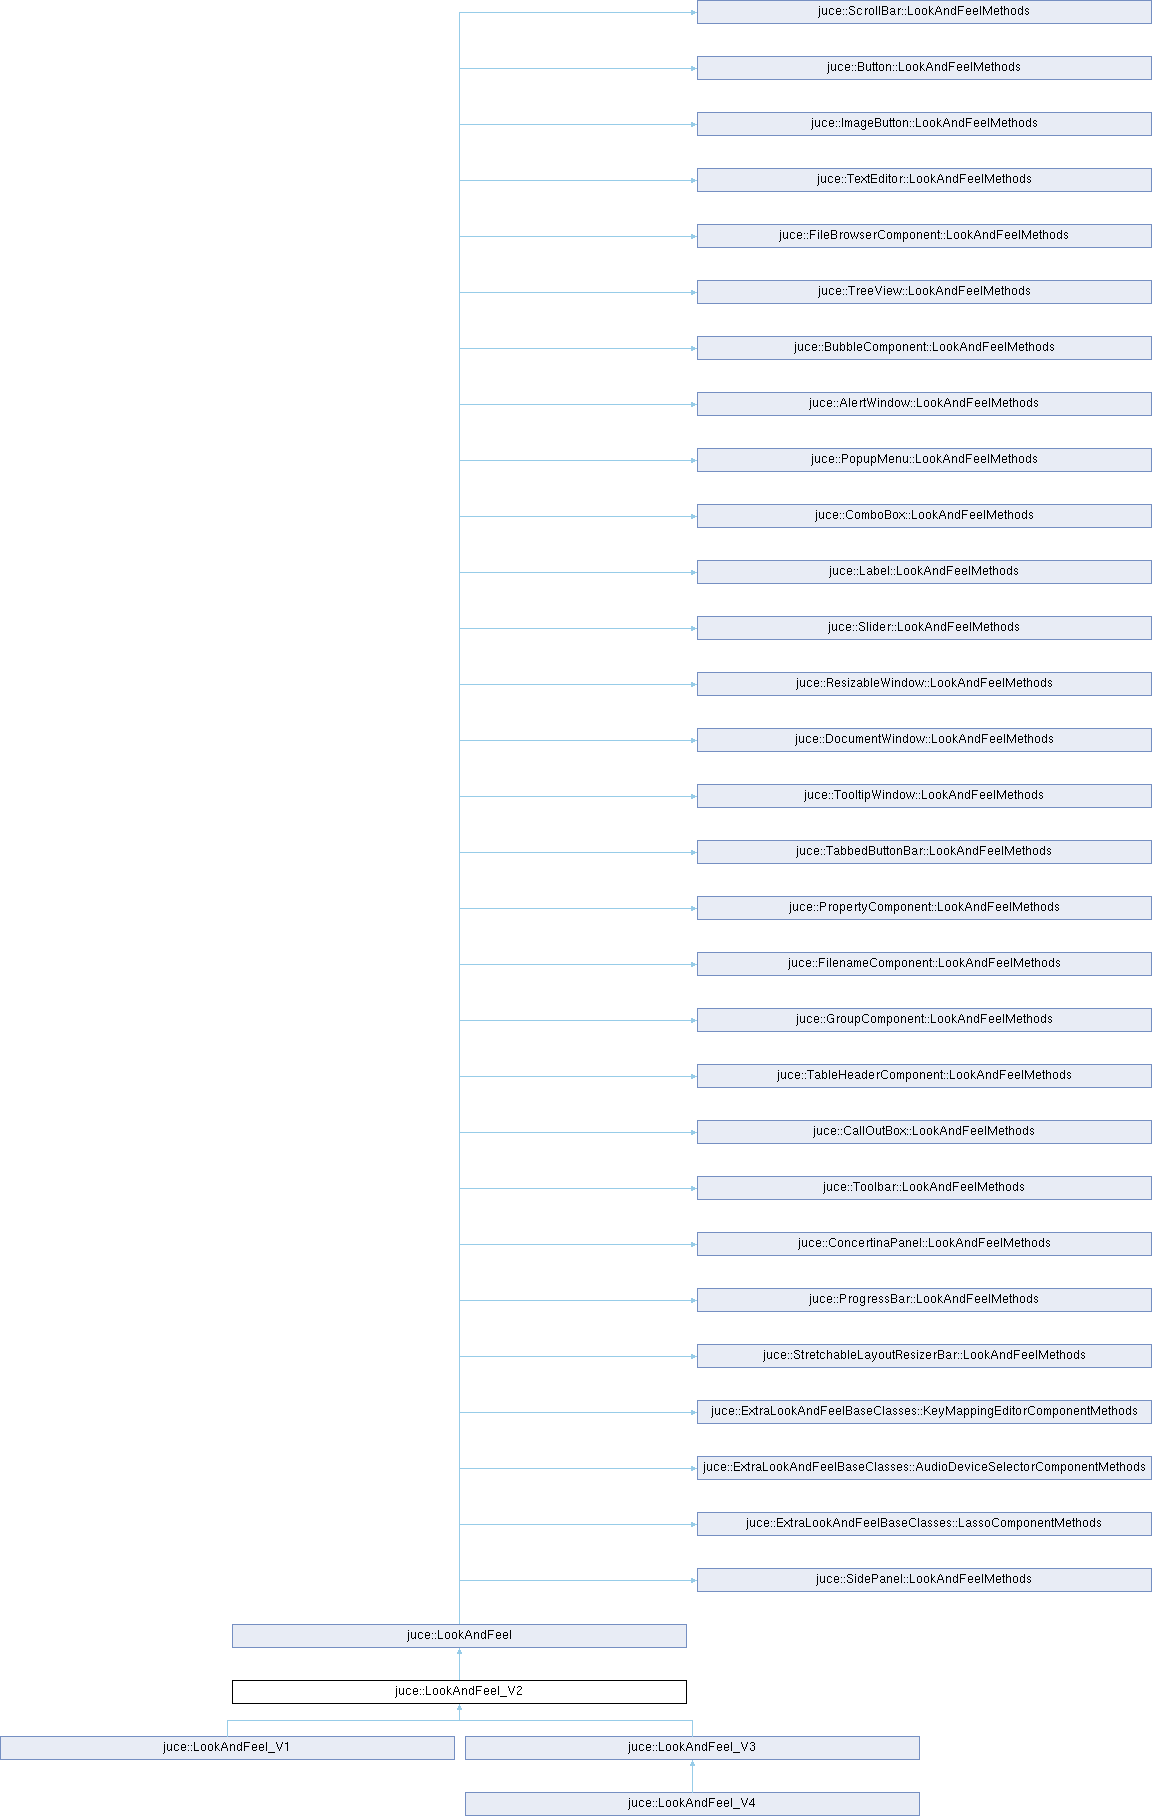 juce::ScrollBar::LookAndFeelMethods
juce::Button::LookAndFeelMethods
juce::ImageButton::LookAndFeelMethods
juce::TextEditor::LookAndFeelMethods
juce::FileBrowserComponent::LookAndFeelMethods
juce::TreeView::LookAndFeelMethods
juce::BubbleComponent::LookAndFeelMethods
juce::AlertWindow::LookAndFeelMethods
juce::PopupMenu::LookAndFeelMethods
juce::ComboBox::LookAndFeelMethods
juce::Label::LookAndFeelMethods
juce::Slider::LookAndFeelMethods
juce::ResizableWindow::LookAndFeelMethods
juce::DocumentWindow::LookAndFeelMethods
juce::TooltipWindow::LookAndFeelMethods
juce::TabbedButtonBar::LookAndFeelMethods
juce::PropertyComponent::LookAndFeelMethods
juce::FilenameComponent::LookAndFeelMethods
juce::GroupComponent::LookAndFeelMethods
juce::TableHeaderComponent::LookAndFeelMethods
juce::CallOutBox::LookAndFeelMethods
juce::Toolbar::LookAndFeelMethods
juce::ConcertinaPanel::LookAndFeelMethods
juce::ProgressBar::LookAndFeelMethods
juce::StretchableLayoutResizerBar::LookAndFeelMethods
juce::ExtraLookAndFeelBaseClasses::KeyMappingEditorComponentMethods
juce::ExtraLookAndFeelBaseClasses::AudioDeviceSelectorComponentMethods
juce::ExtraLookAndFeelBaseClasses::LassoComponentMethods
juce::SidePanel::LookAndFeelMethods
juce::LookAndFeel
juce::LookAndFeel_V2
juce::LookAndFeel_V1
juce::LookAndFeel_V3
juce::LookAndFeel_V4